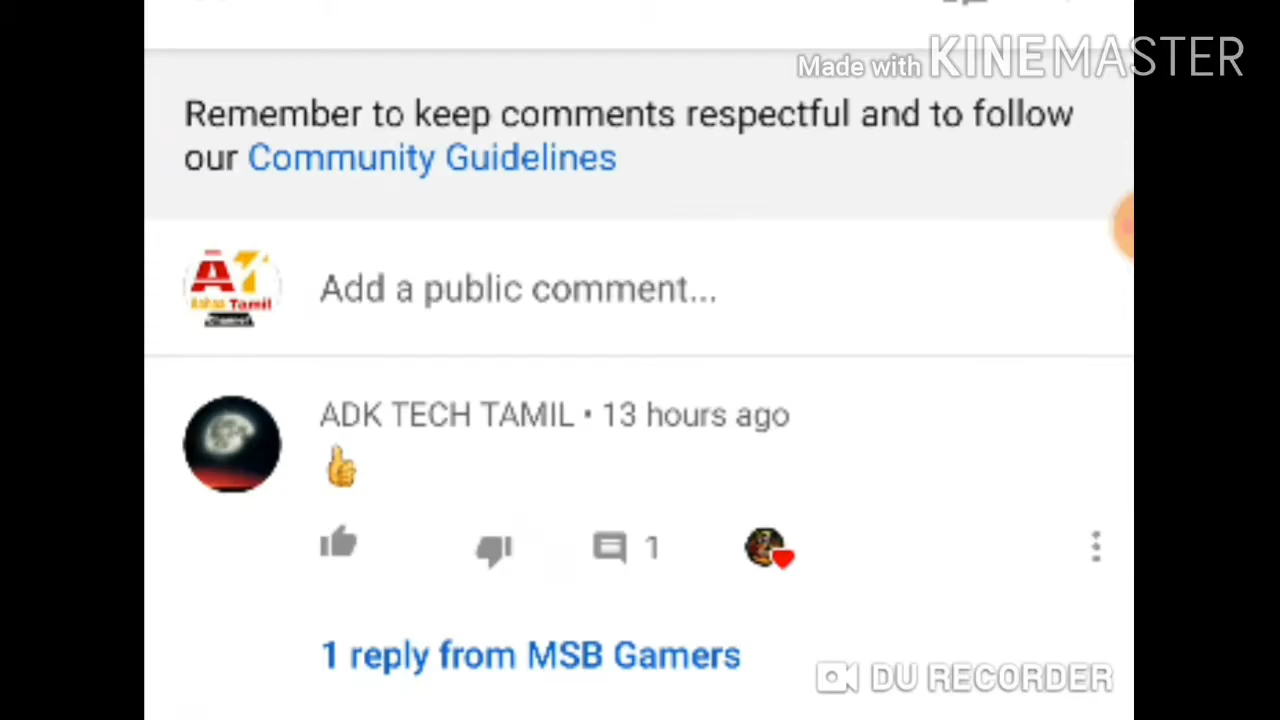 Made with KINEMASTER
Remember to keep comments respectful and to follow
our Community Guidelines
Tamil
Add a public comment...
ADK TECH TAMIL • 13 hours ago
1
1 reply from MSB Gamers
DU RECORDER